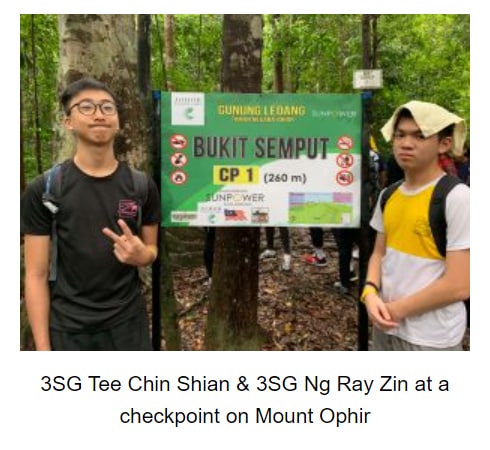 GUNUNG LEDANG
SUNPOWER
BUKIT SEMPUT
CP 1 (260 m)
SUNPOWER
3SG Tee Chin Shian & 3SG Ng Ray Zin at a
checkpoint on Mount Ophir